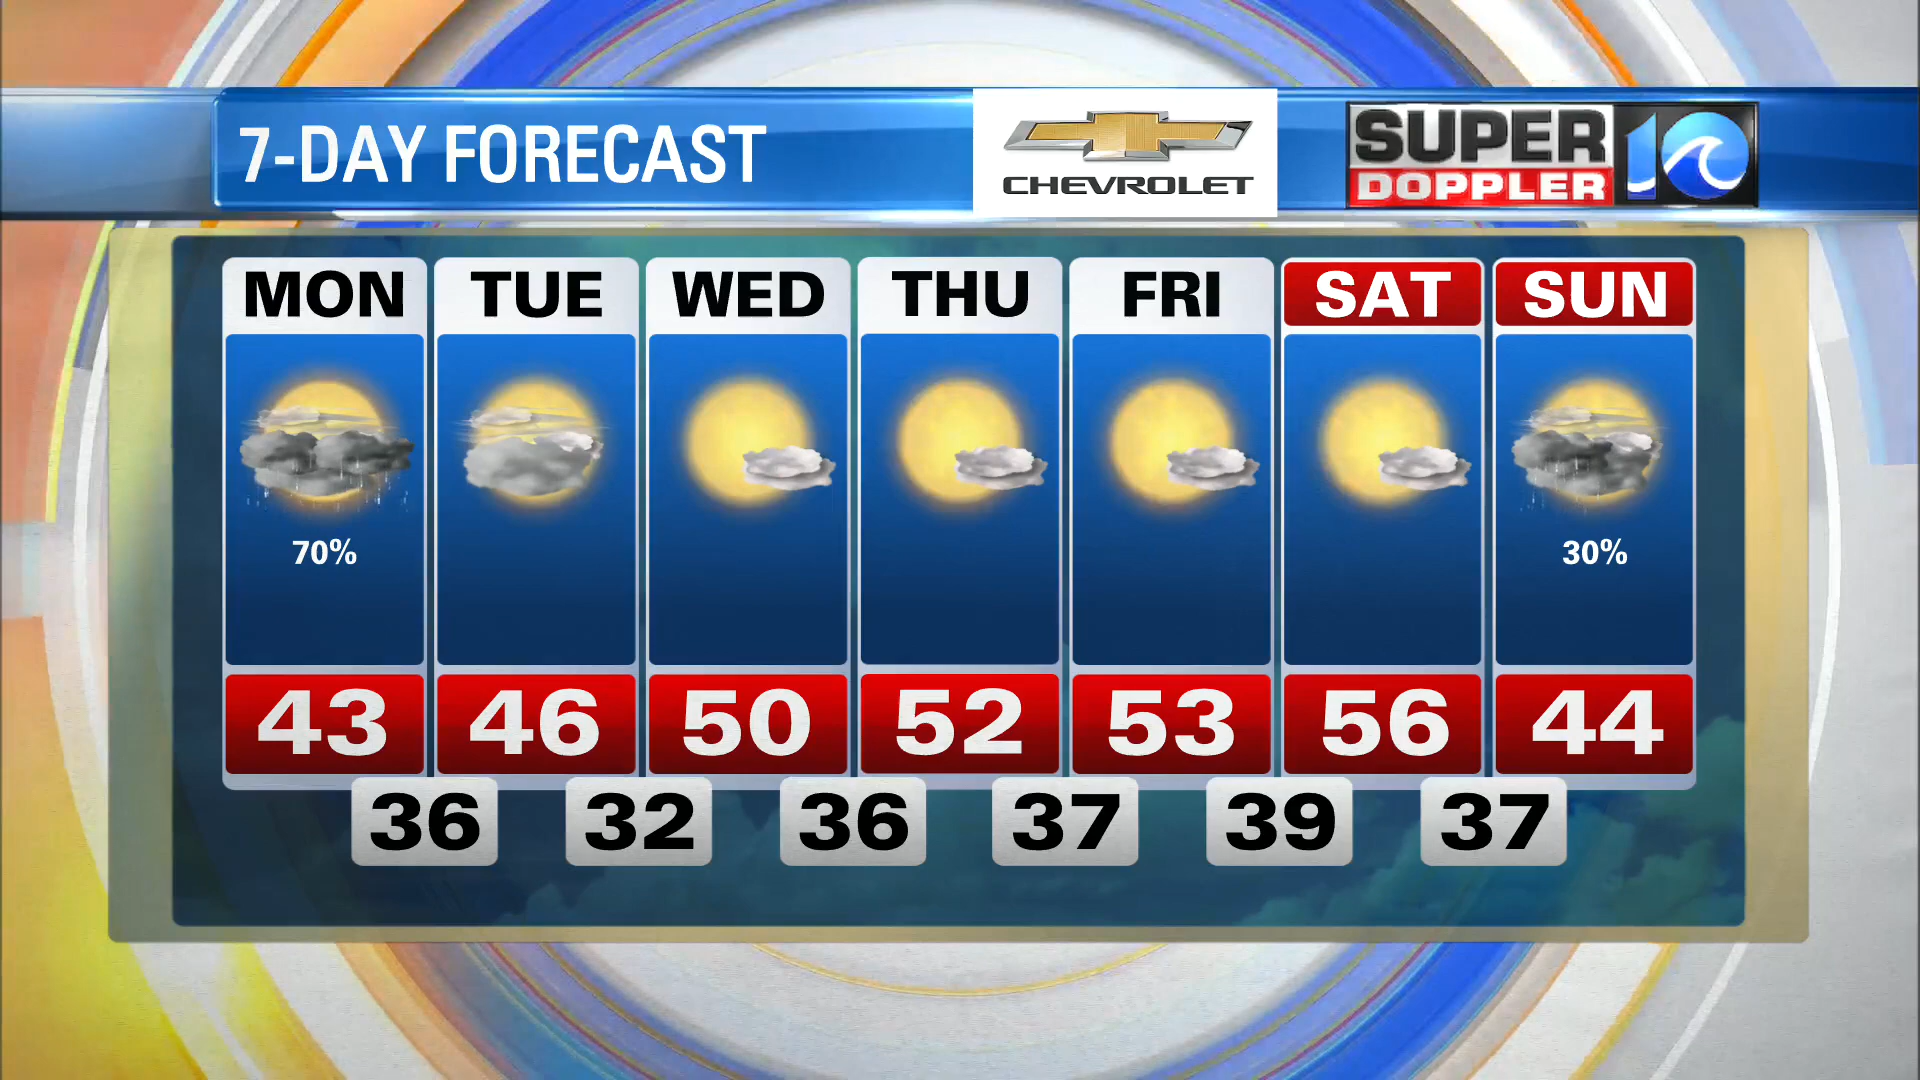 7-DAY FORECAST
CHEVROLET
SUPER
DOPPLER 10
MON TUE WED THU FRI SAT SUN
70% 30%
43 46 50 52 53 56 44
36 32 36 37 39 37